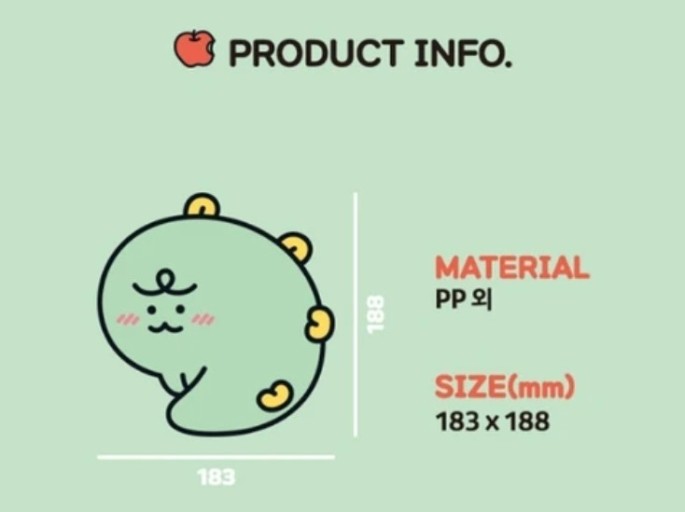 PRODUCT INFO.
188
MATERIAL
PP 외
SIZE(mm)
183 x 188
183